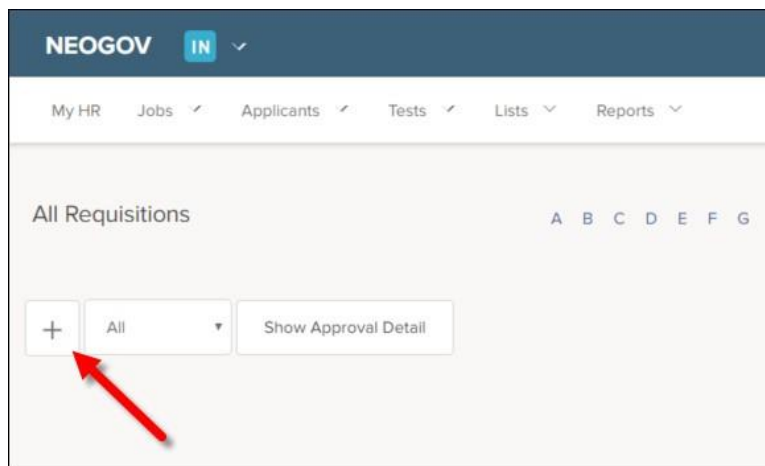 NEOGOV IN
My HR Jobs Applicants Tests Lists Reports
All Requisitions A B C D E F G
+ All Show Approval Detail